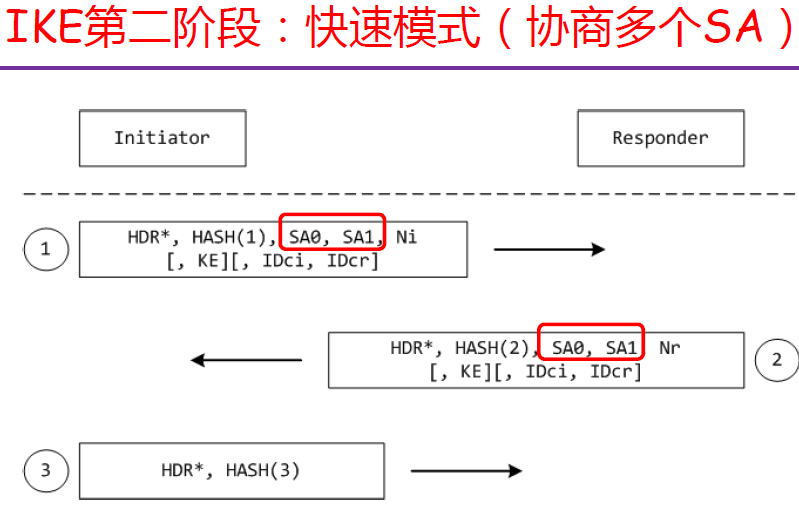 IKE第二阶段：快速模式（协商多个SA）
Initiator
Responder
1
HDR*, HASH(1), SA0, SA1, Ni
[, KE][, IDci, IDcr]
HDR*, HASH(2), SA0, SA1 Nr
[, KE][, IDci, IDcr]
2
3
HDR*, HASH(3)